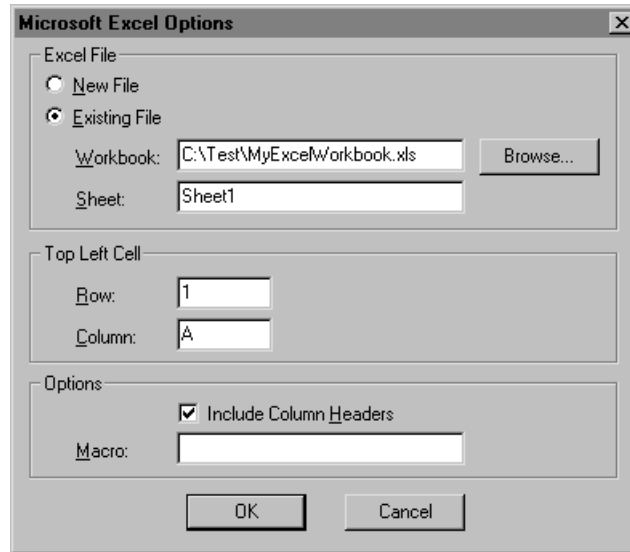 Microsoft Excel Options
Excel File
New File
Existing File
Workbook: C:\Test\MyExcelWorkbook.xls Browse...
Sheet: Sheet1
Top Left Cell
Row: 1
Column: A
Options
Include Column Headers
Macro:
OK Cancel